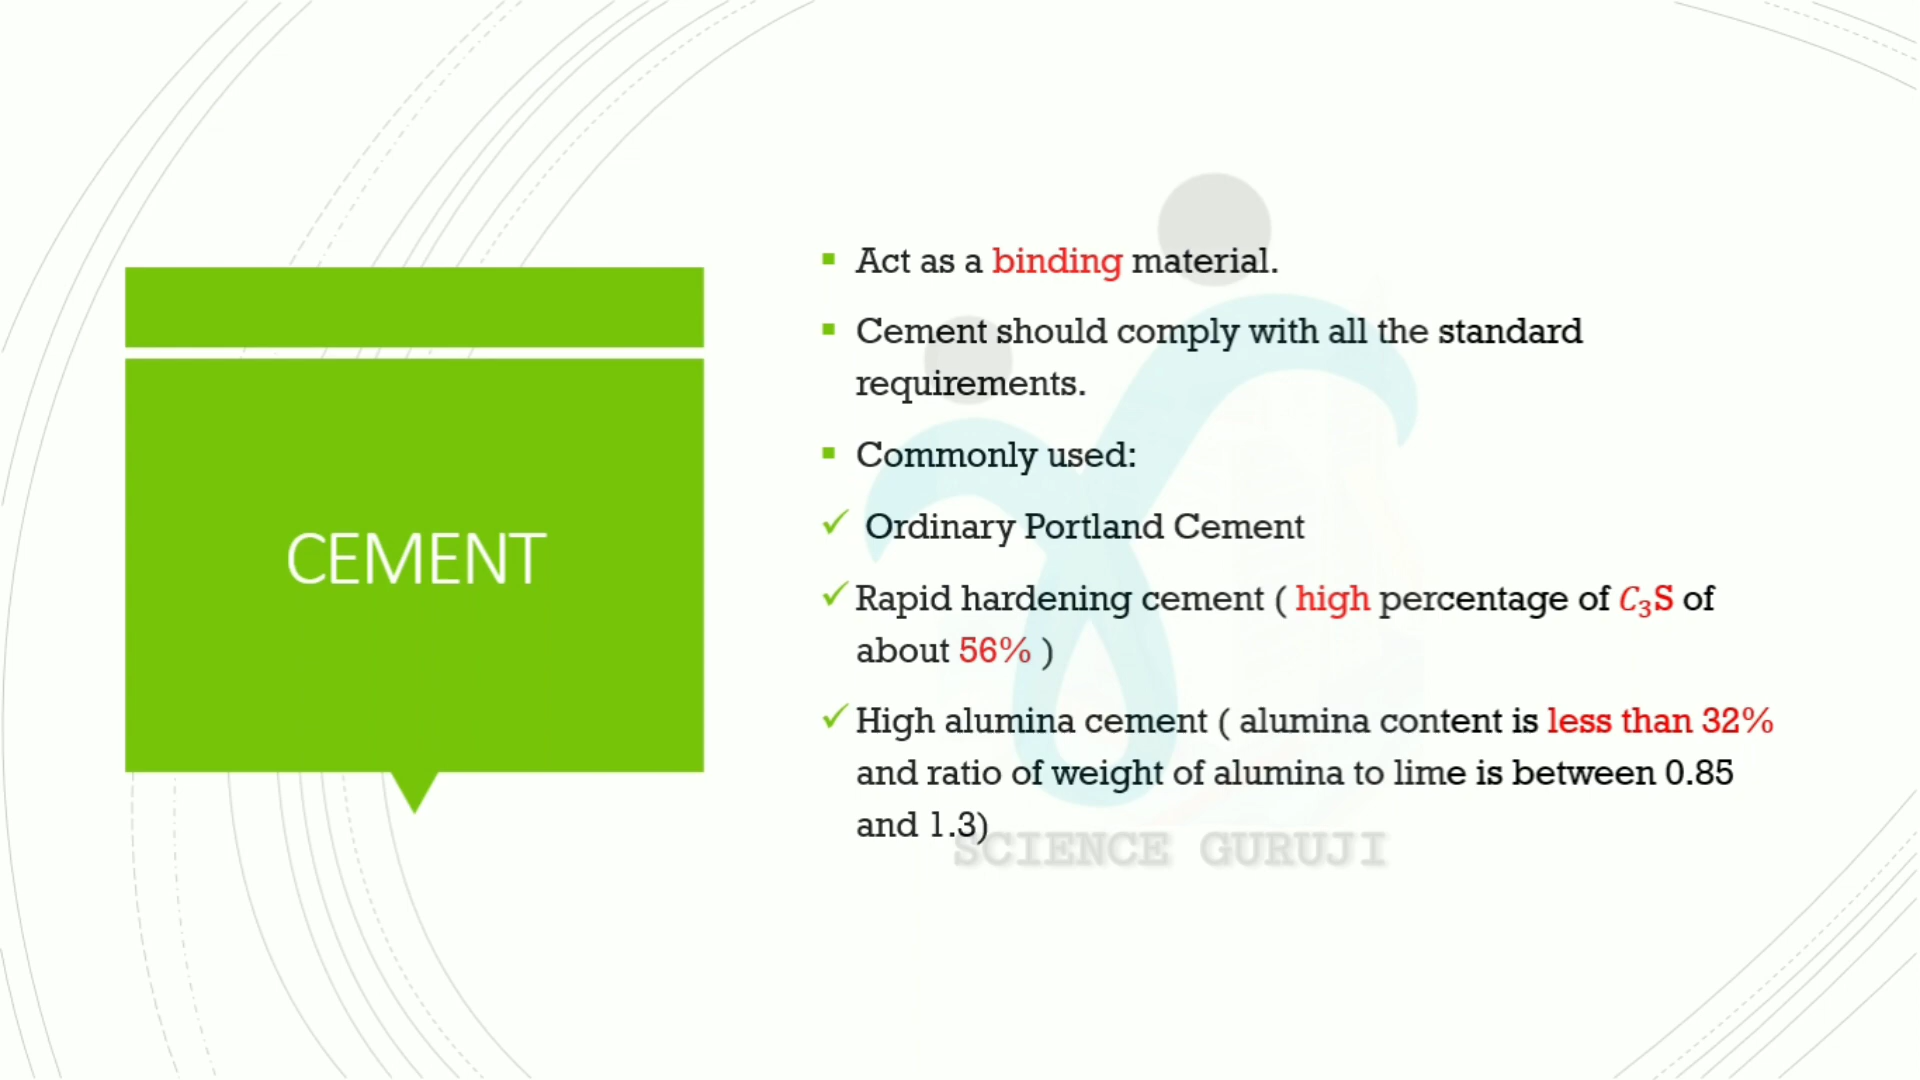 CEMENT
Act as a binding material.
Cement should comply with all the standard
requirements.
Commonly used:
Ordinary Portland Cement
Rapid hardening cement ( high percentage of C₃S of
about 56% )
High alumina cement ( alumina content is less than 32%
and ratio of weight of alumina to lime is between 0.85
and 1.3)
SCIENCE GURUJI